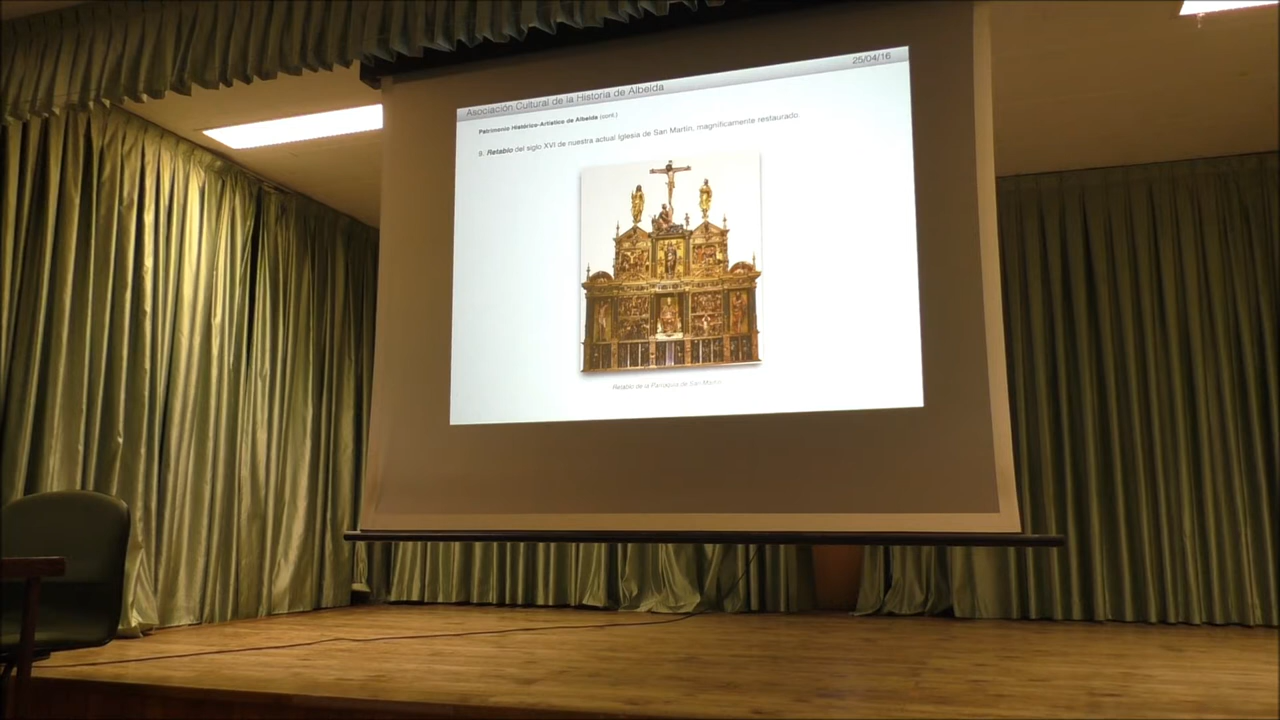 Asociación Cultural de la Historia de Albelda
25/04/16
Patrimonio Histórico-Artístico de Albelda (cont.)
9. Retablo del siglo XVI de nuestra actual Iglesia de San Martín, magníficamente restaurado
Retablo de la Parroquia de San Martín